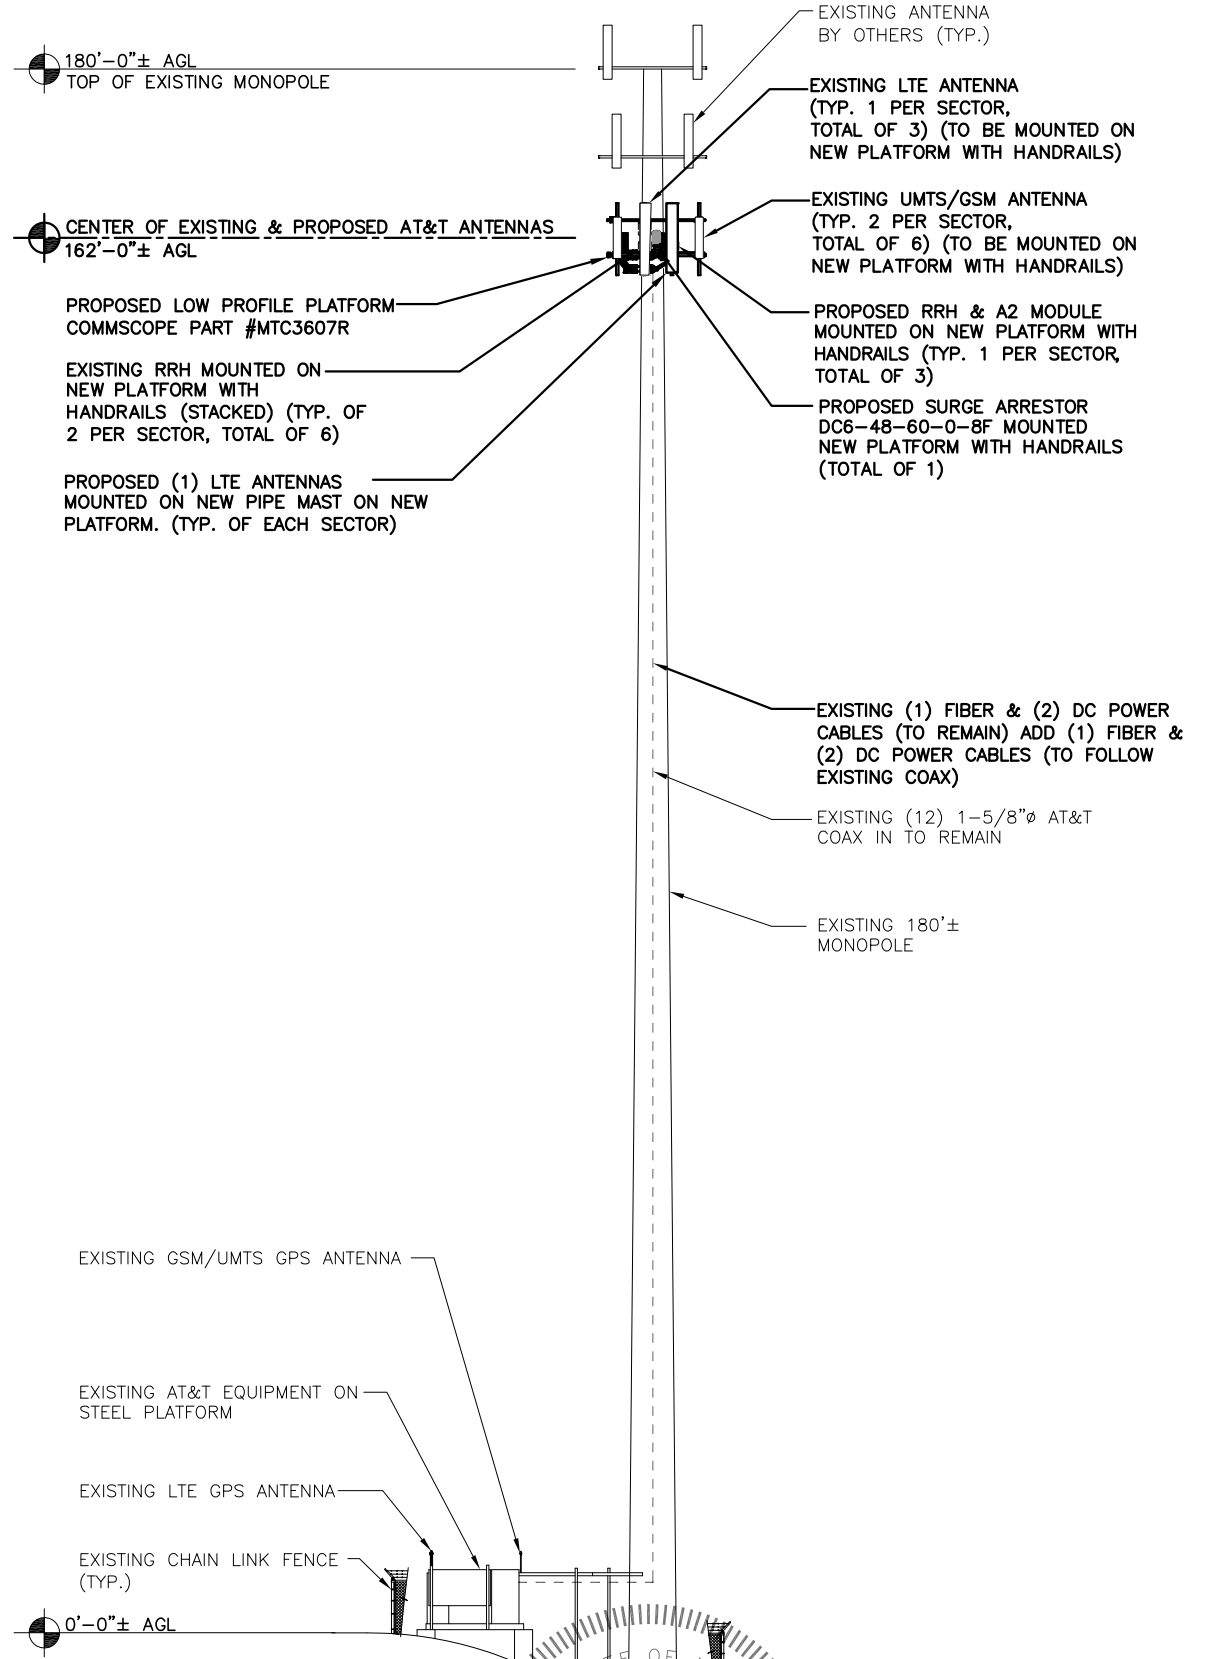 EXISTING ANTENNA
BY OTHERS (TYP.)
180'-0"± AGL
TOP OF EXISTING MONOPOLE
EXISTING LTE ANTENNA
(TYP. 1 PER SECTOR,
TOTAL OF 3) (TO BE MOUNTED ON
NEW PLATFORM WITH HANDRAILS)
CENTER OF EXISTING & PROPOSED AT&T ANTENNAS
162'-0"± AGL
EXISTING UMTS/GSM ANTENNA
(TYP. 2 PER SECTOR,
TOTAL OF 6) (TO BE MOUNTED ON
NEW PLATFORM WITH HANDRAILS)
PROPOSED LOW PROFILE PLATFORM
COMMSCOPE PART #MTC3607R
PROPOSED RRH & A2 MODULE
MOUNTED ON NEW PLATFORM WITH
HANDRAILS (TYP. 1 PER SECTOR,
TOTAL OF 3)
EXISTING RRH MOUNTED ON
NEW PLATFORM WITH
HANDRAILS (STACKED) (TYP. OF
2 PER SECTOR, TOTAL OF 6)
PROPOSED SURGE ARRESTOR
DC6-48-60-0-8F MOUNTED
NEW PLATFORM WITH HANDRAILS
(TOTAL OF 1)
PROPOSED (1) LTE ANTENNAS
MOUNTED ON NEW PIPE MAST ON NEW
PLATFORM. (TYP. OF EACH SECTOR)
EXISTING (1) FIBER & (2) DC POWER
CABLES (TO REMAIN) ADD (1) FIBER &
(2) DC POWER CABLES (TO FOLLOW
EXISTING COAX)
EXISTING (12) 1-5/8"ø AT&T
COAX IN TO REMAIN
EXISTING 180'±
MONOPOLE
EXISTING GSM/UMTS GPS ANTENNA
EXISTING AT&T EQUIPMENT ON
STEEL PLATFORM
EXISTING LTE GPS ANTENNA
EXISTING CHAIN LINK FENCE
(TYP.)
0'-0"± AGL
OF